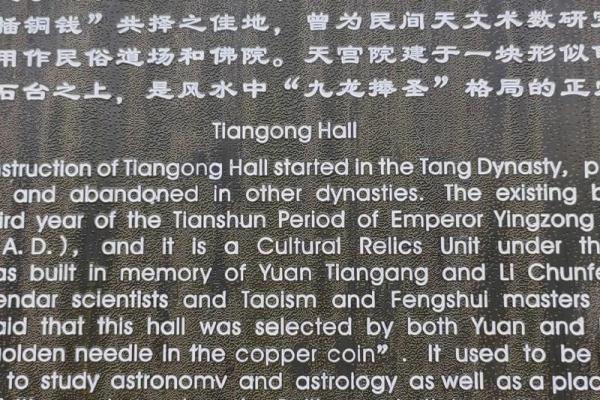 插铜钱”共择之佳地，曾为民间天文术数研究
用作民俗道场和佛院。天宫院建于一块形似
石台之上，是风水中“九龙捧圣”格局的正
Tiangong Hall
nstruction of Tiangong Hall started in the Tang Dynasty, p
and abandoned in other dynasties. The existing b
ird year of the Tianshun Period of Emperor Yingzong
A.D.), and it is a Cultural Relics Unit under th
as built in memory of Yuan Tiangang and Li Chunfe
endar scientists and Taoism and Fengshui masters
aid that this hall was selected by both Yuan and
golden needle in the copper coin”. It used to be
to study astronomy and astrology as well as a plac